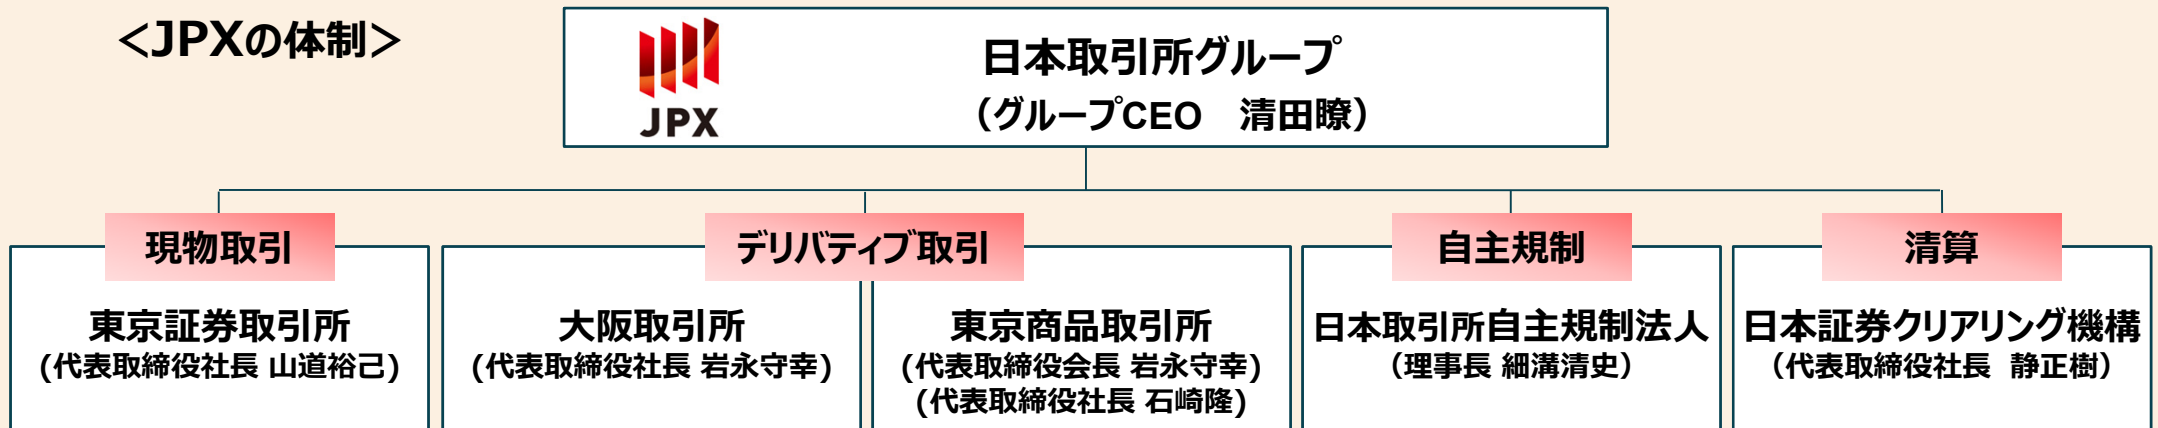 ＜JPXの体制＞
JPX
日本取引所グループ
（グループCEO　清田瞭）
現物取引
東京証券取引所
(代表取締役社長 山道裕己)
デリバティブ取引
大阪取引所
(代表取締役社長 岩永守幸)
東京商品取引所
(代表取締役会長 岩永守幸)
(代表取締役社長 石崎隆)
自主規制
日本取引所自主規制法人
（理事長 細溝清史）
清算
日本証券クリアリング機構
（代表取締役社長 静正樹）